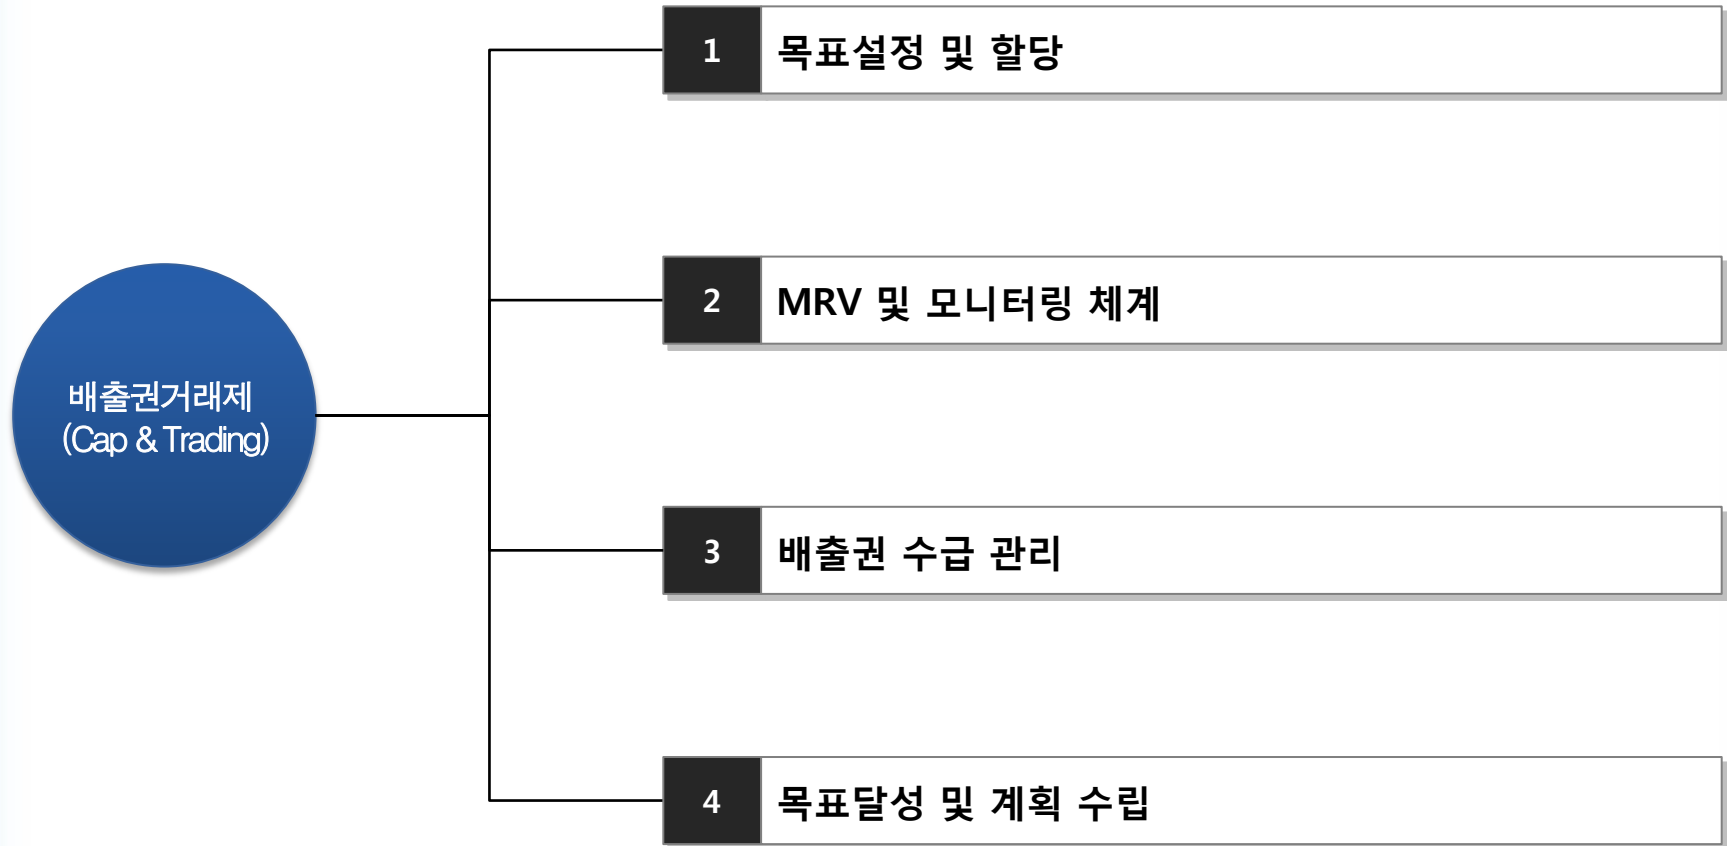 1 목표설정 및 할당
2 MRV 및 모니터링 체계
배출권거래제
(Cap & Trading)
3 배출권 수급 관리
4 목표달성 및 계획 수립